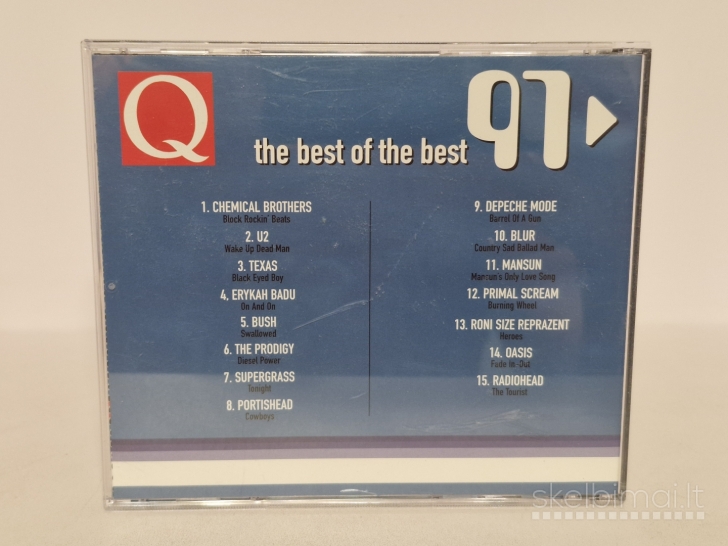 Q
the best of the best
97
1. CHEMICAL BROTHERS
Block Rockin' Beats
2. U2
Wake Up Dead Man
3. TEXAS
Black Eyed Boy
4. ERYKAH BADU
On And On
5. BUSH
Swallowed
6. THE PRODIGY
Diesel Power
7. SUPERGRASS
Tonight
8. PORTISHEAD
Cowboys
9. DEPECHE MODE
Barrel Of A Gun
10. BLUR
Country Sad Ballad Man
11. MANSUN
Mansun's Only Love Song
12. PRIMAL SCREAM
Burning Wheel
13. RONI SIZE REPRAZENT
Heroes
14. OASIS
Fade In-Out
15. RADIOHEAD
The Tourist
skelbimai.lt